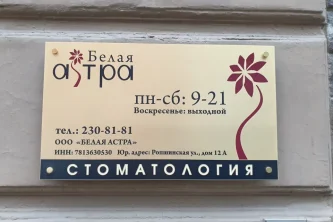 Белая
астра
пн-сб: 9-21
Воскресенье: выходной
тел.: 230-81-81
ООО «БЕЛАЯ АСТРА»
ИНН: 7813630530 Юр. адрес: Ропшинская ул., дом 12 А
СТОМАТОЛОГИЯ